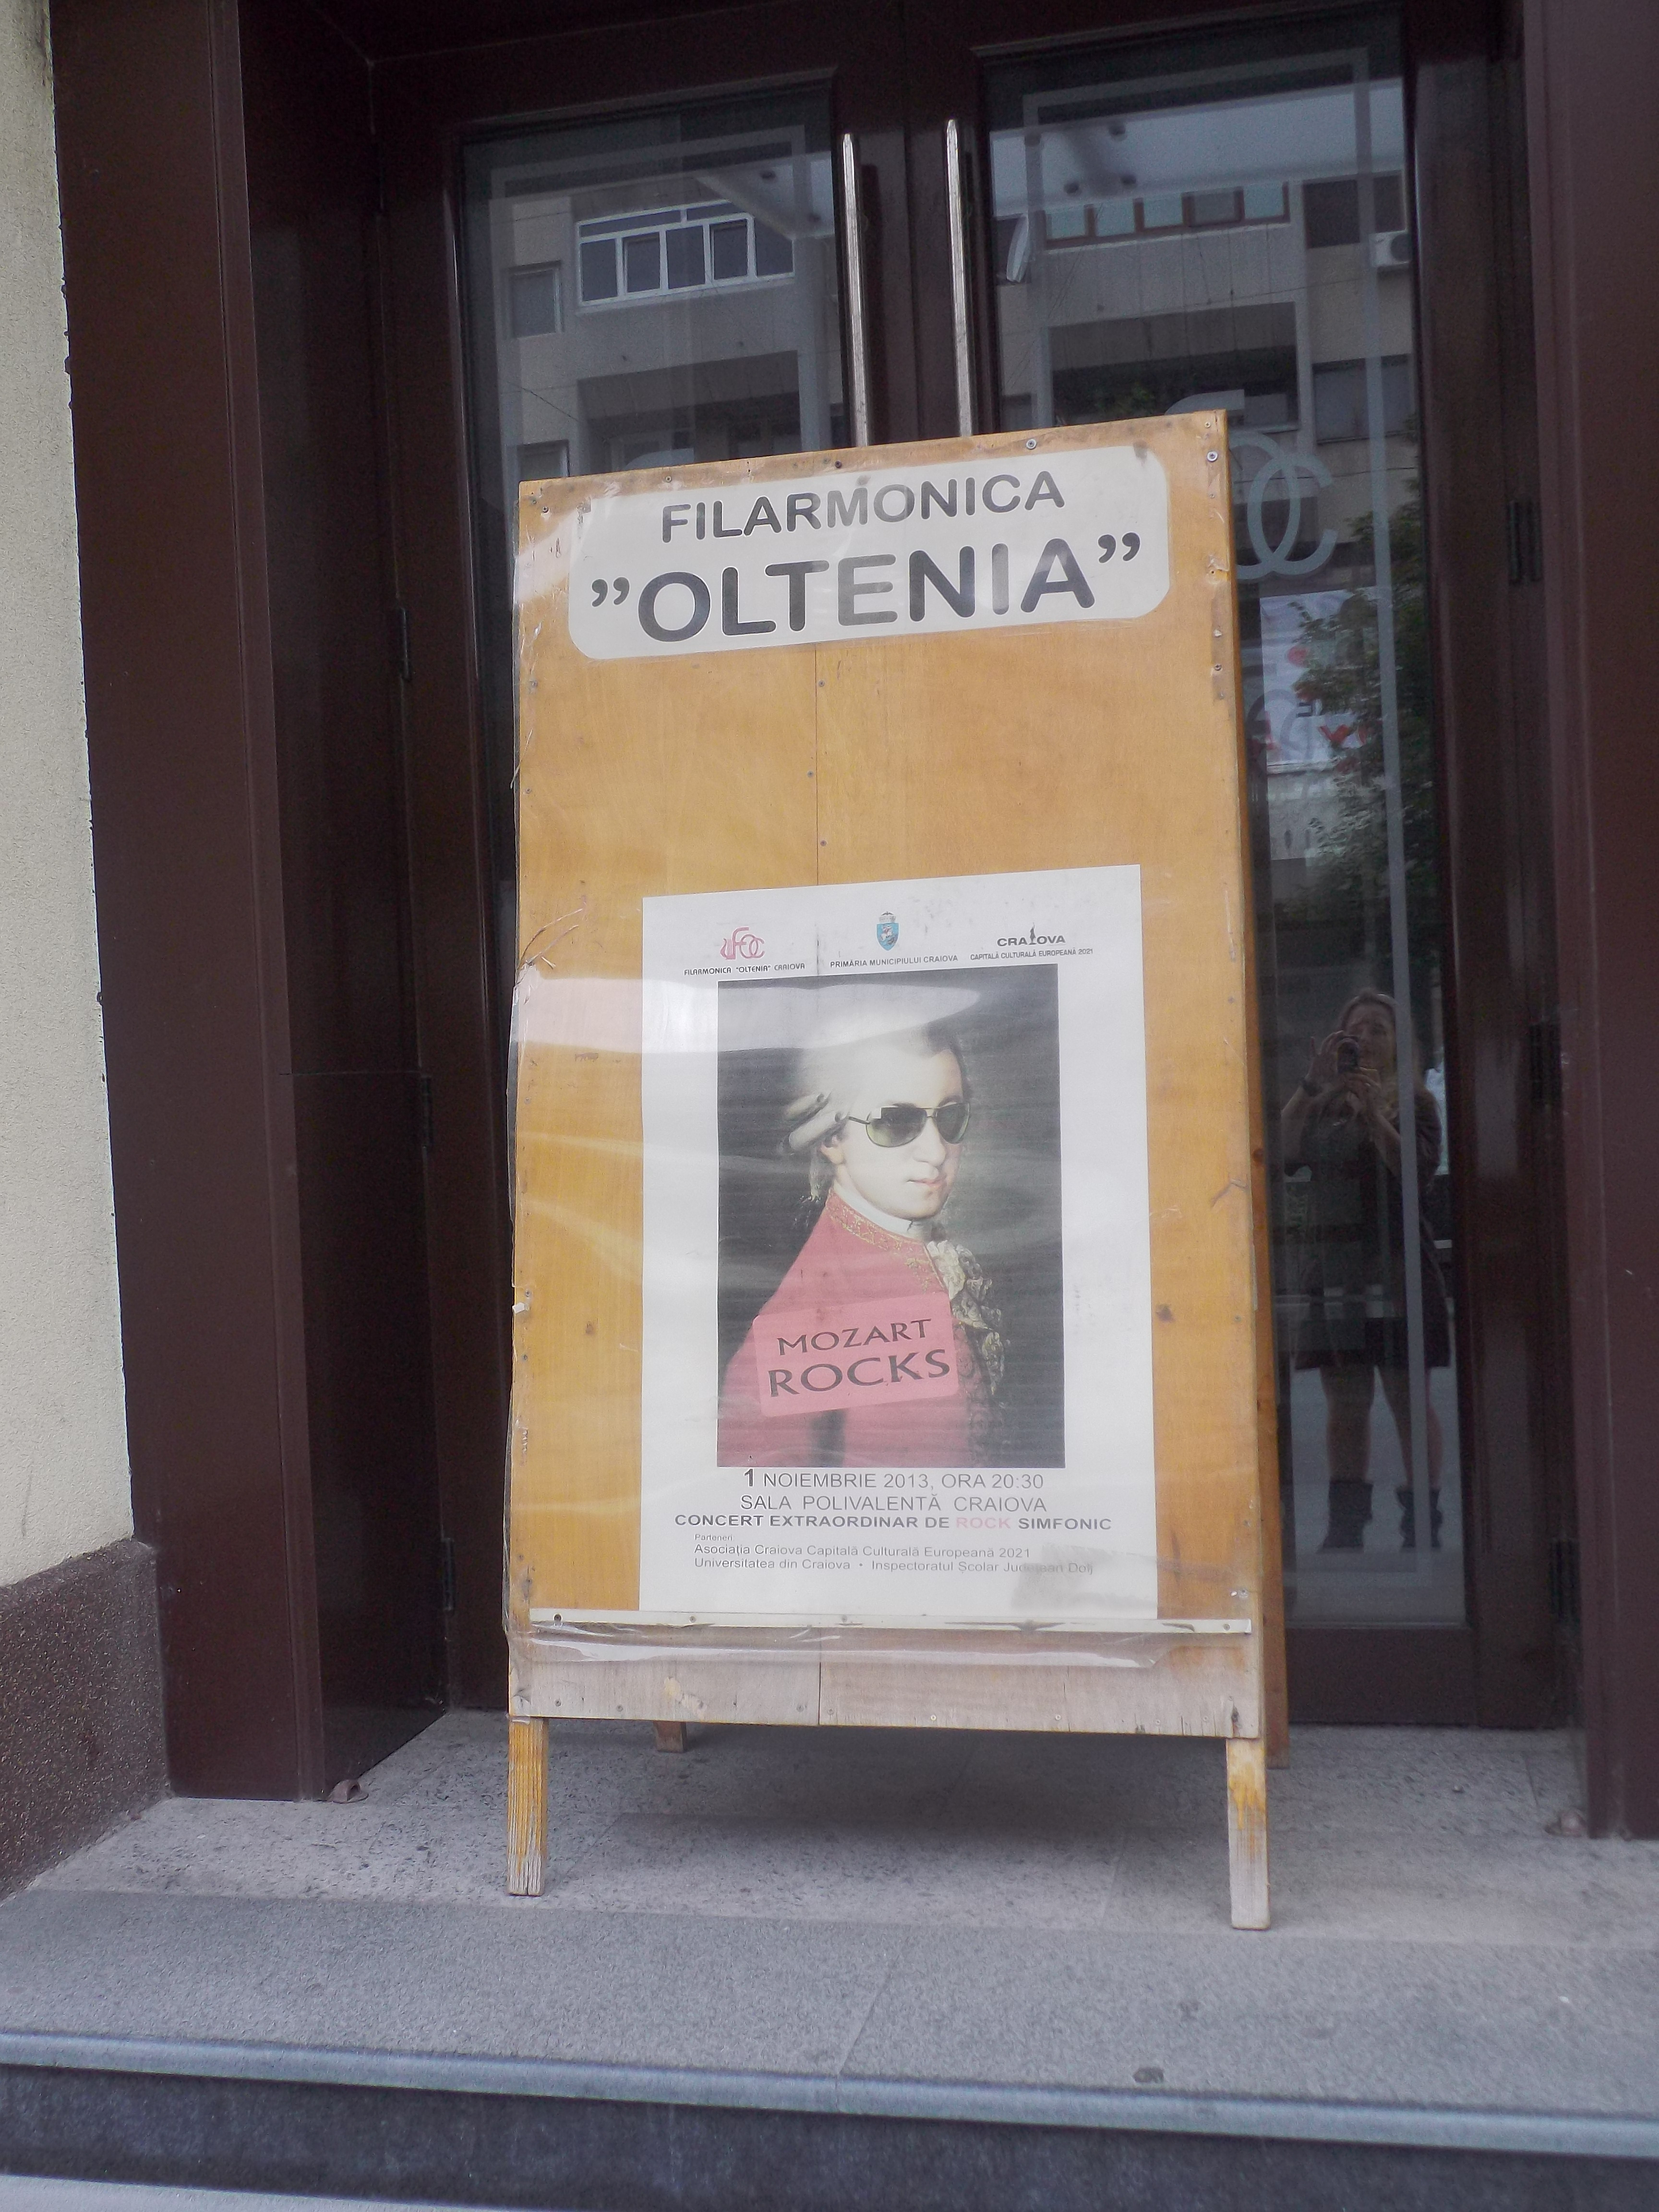 FILARMONICA
”OLTENIA”
FILARMONICA "OLTENIA" CRAIOVA
PRIMĂRIA MUNICIPIULUI CRAIOVA
CRAIOVA
CAPITALĂ CULTURALĂ EUROPEANĂ 2021
MOZART
ROCKS
1 NOIEMBRIE 2013, ORA 20:30
SALA POLIVALENTĂ CRAIOVA
CONCERT EXTRAORDINAR DE ROCK SIMFONIC
Parteneri:
Asociația Craiova Capitală Culturală Europeană 2021
Universitatea din Craiova • Inspectoratul Școlar Județean Dolj